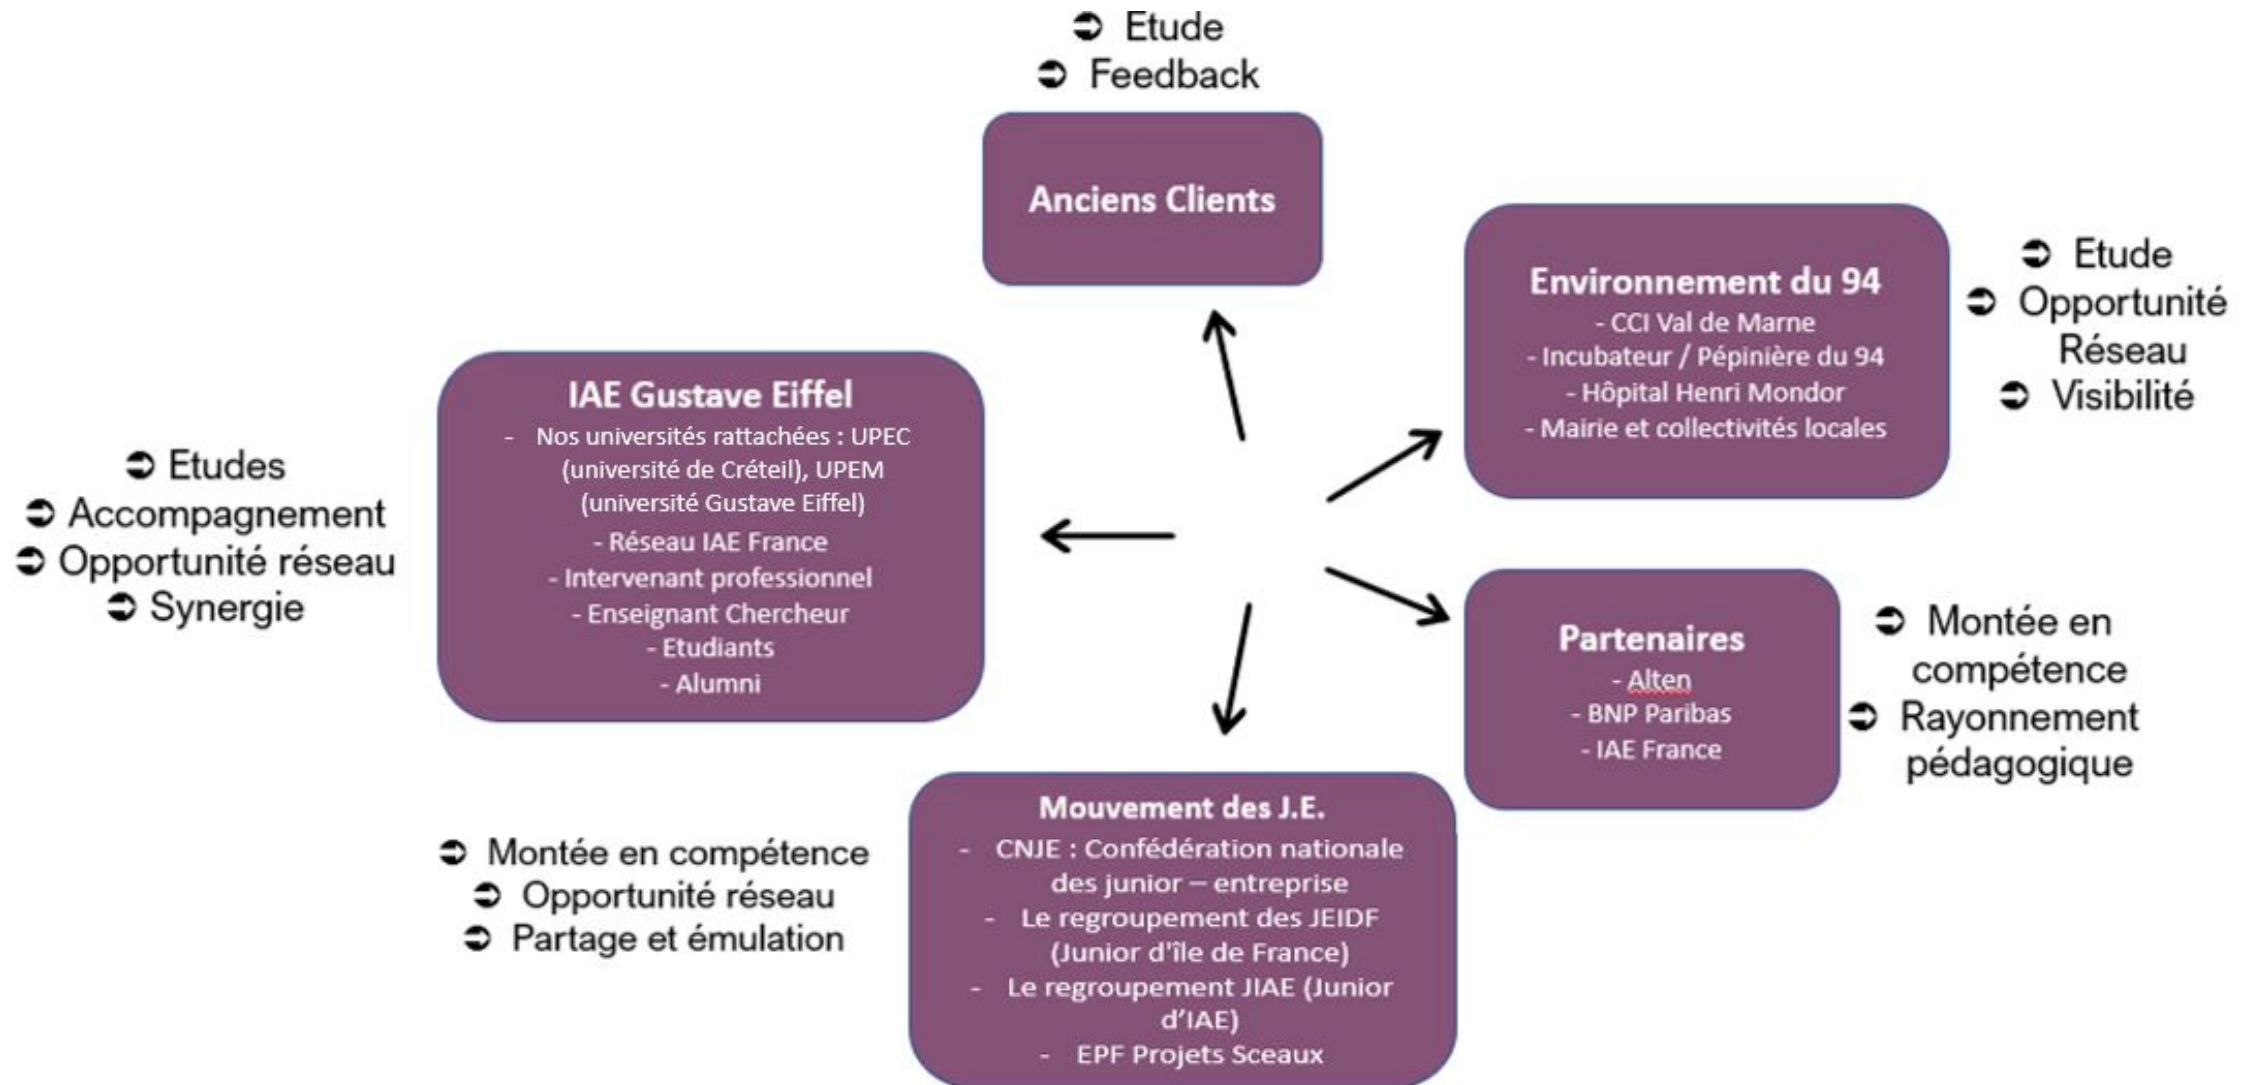 ➲ Etude
➲ Feedback
Anciens Clients
Environnement du 94
- CCI Val de Marne
- Incubateur / Pépinière du 94
- Hôpital Henri Mondor
- Mairie et collectivités locales
➲ Etude
➲ Opportunité
Réseau
➲ Visibilité
IAE Gustave Eiffel
- Nos universités rattachées : UPEC
(université de Créteil), UPEM
(université Gustave Eiffel)
- Réseau IAE France
- Intervenant professionnel
- Enseignant Chercheur
- Etudiants
- Alumni
➲ Etudes
➲ Accompagnement
➲ Opportunité réseau
➲ Synergie
Partenaires
- Alten
- BNP Paribas
- IAE France
➲ Montée en
compétence
➲ Rayonnement
pédagogique
Mouvement des J.E.
- CNJE : Confédération nationale
des junior – entreprise
- Le regroupement des JEIDF
(Junior d'île de France)
- Le regroupement JIAE (Junior
d’IAE)
- EPF Projets Sceaux
➲ Montée en compétence
➲ Opportunité réseau
➲ Partage et émulation